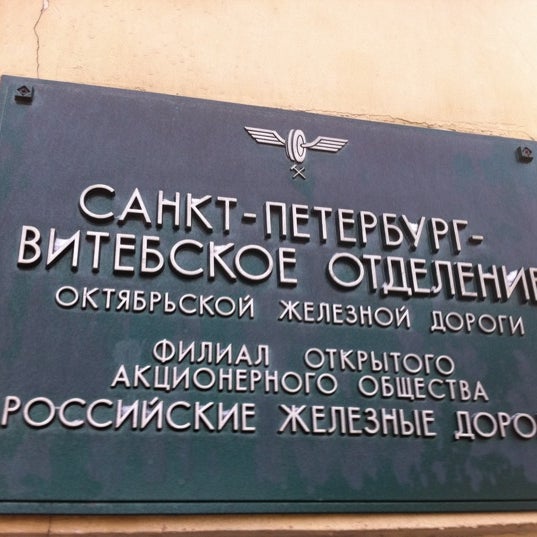 САНКТ-ПЕТЕРБУРГ-
ВИТЕБСКОЕ ОТДЕЛЕНИЕ
ОКТЯБРЬСКОЙ ЖЕЛЕЗНОЙ ДОРОГИ
ФИЛИАЛ ОТКРЫТОГО
АКЦИОНЕРНОГО ОБЩЕСТВА
РОССИЙСКИЕ ЖЕЛЕЗНЫЕ ДОРО